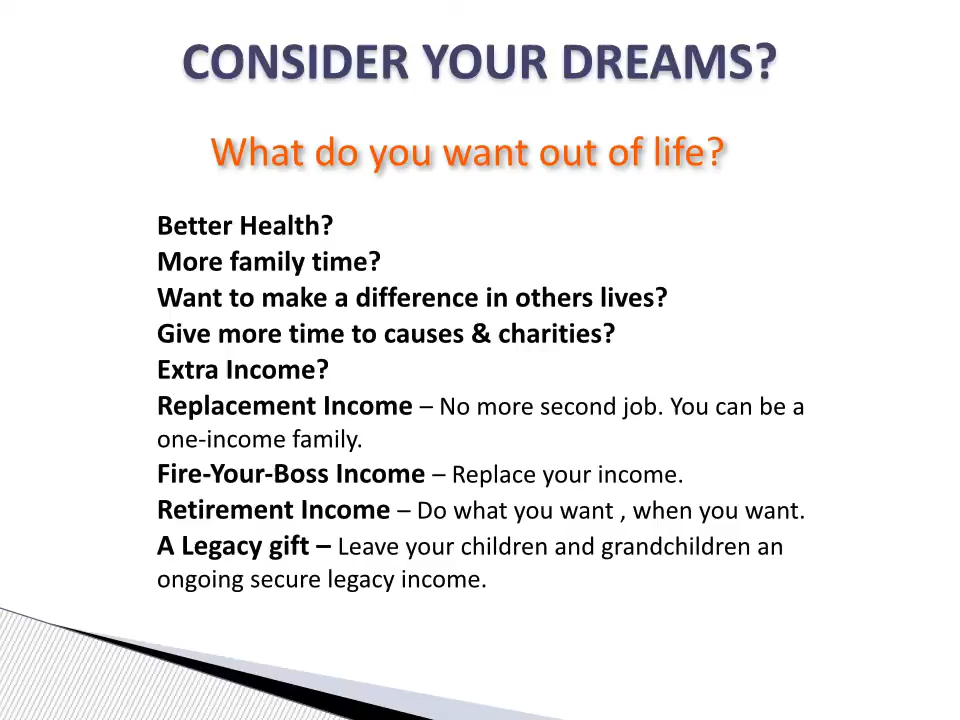 CONSIDER YOUR DREAMS?
What do you want out of life?
Better Health?
More family time?
Want to make a difference in others lives?
Give more time to causes & charities?
Extra Income?
Replacement Income – No more second job. You can be a
one-income family.
Fire-Your-Boss Income – Replace your income.
Retirement Income – Do what you want , when you want.
A Legacy gift – Leave your children and grandchildren an
ongoing secure legacy income.